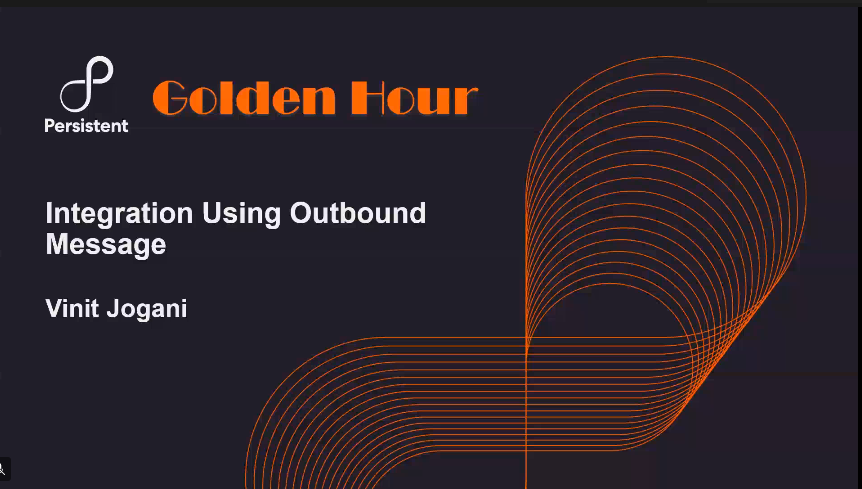 Golden Hour
Persistent
Integration Using Outbound
Message
Vinit Jogani